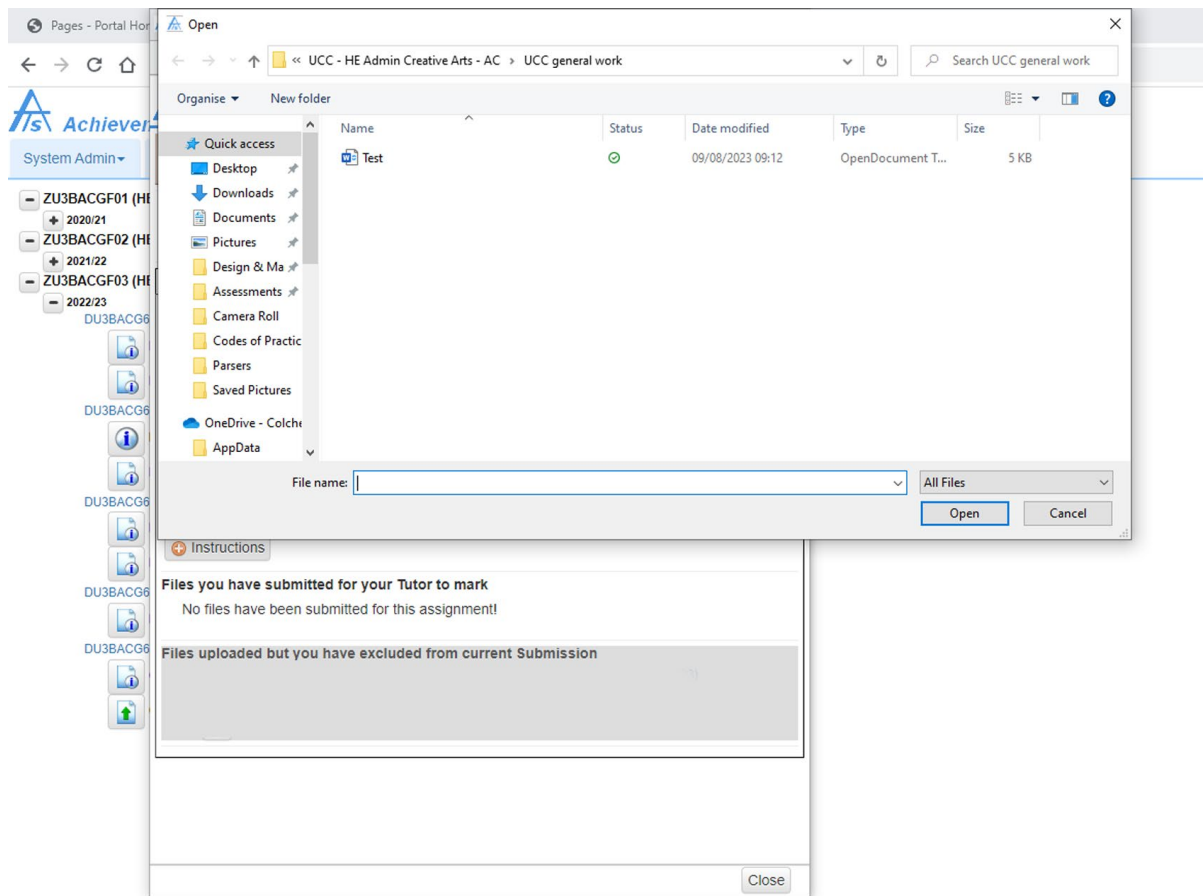 Pages - Portal Hor
Open
« UCC - HE Admin Creative Arts - AC > UCC general work
Search UCC general work
Organise
New folder
Achiever
System Admin
Name
Status
Date modified
Type
Size
Test
09/08/2023 09:12
OpenDocument T...
5 KB
Quick access
Desktop
Downloads
Documents
Pictures
Design & Ma
Assessments
Camera Roll
Codes of Practic
Parsers
Saved Pictures
OneDrive - Colche
AppData
ZU3BACGF01 (HE
2020/21
ZU3BACGF02 (HE
2021/22
ZU3BACGF03 (HE
2022/23
DU3BACG6
DU3BACG6
DU3BACG6
DU3BACG6
DU3BACG6
File name:
All Files
Open
Cancel
Instructions
Files you have submitted for your Tutor to mark
No files have been submitted for this assignment!
Files uploaded but you have excluded from current Submission
Close